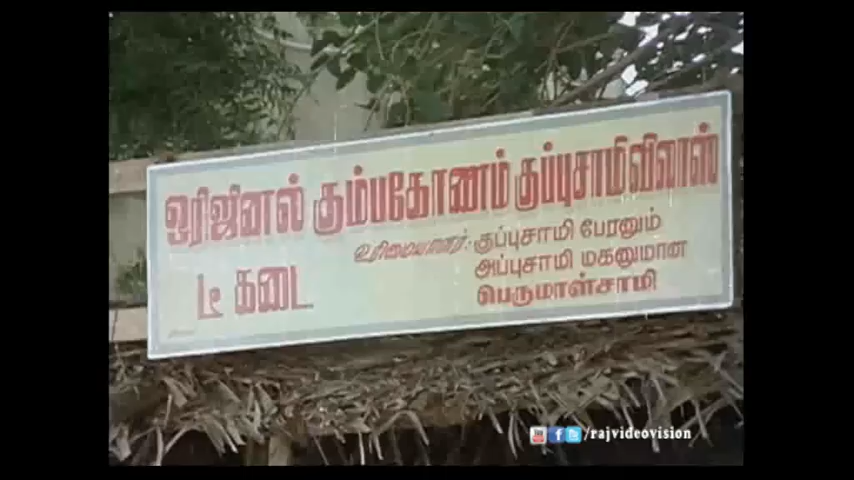 ஒரிஜினல் கும்பகோணம் குப்புசாமிவிலாஸ்
டீ கடை
உரிமையாளர்:- குப்புசாமி பேரனும்
அப்புசாமி மகனுமான
பெருமாள்சாமி
/rajvideovision